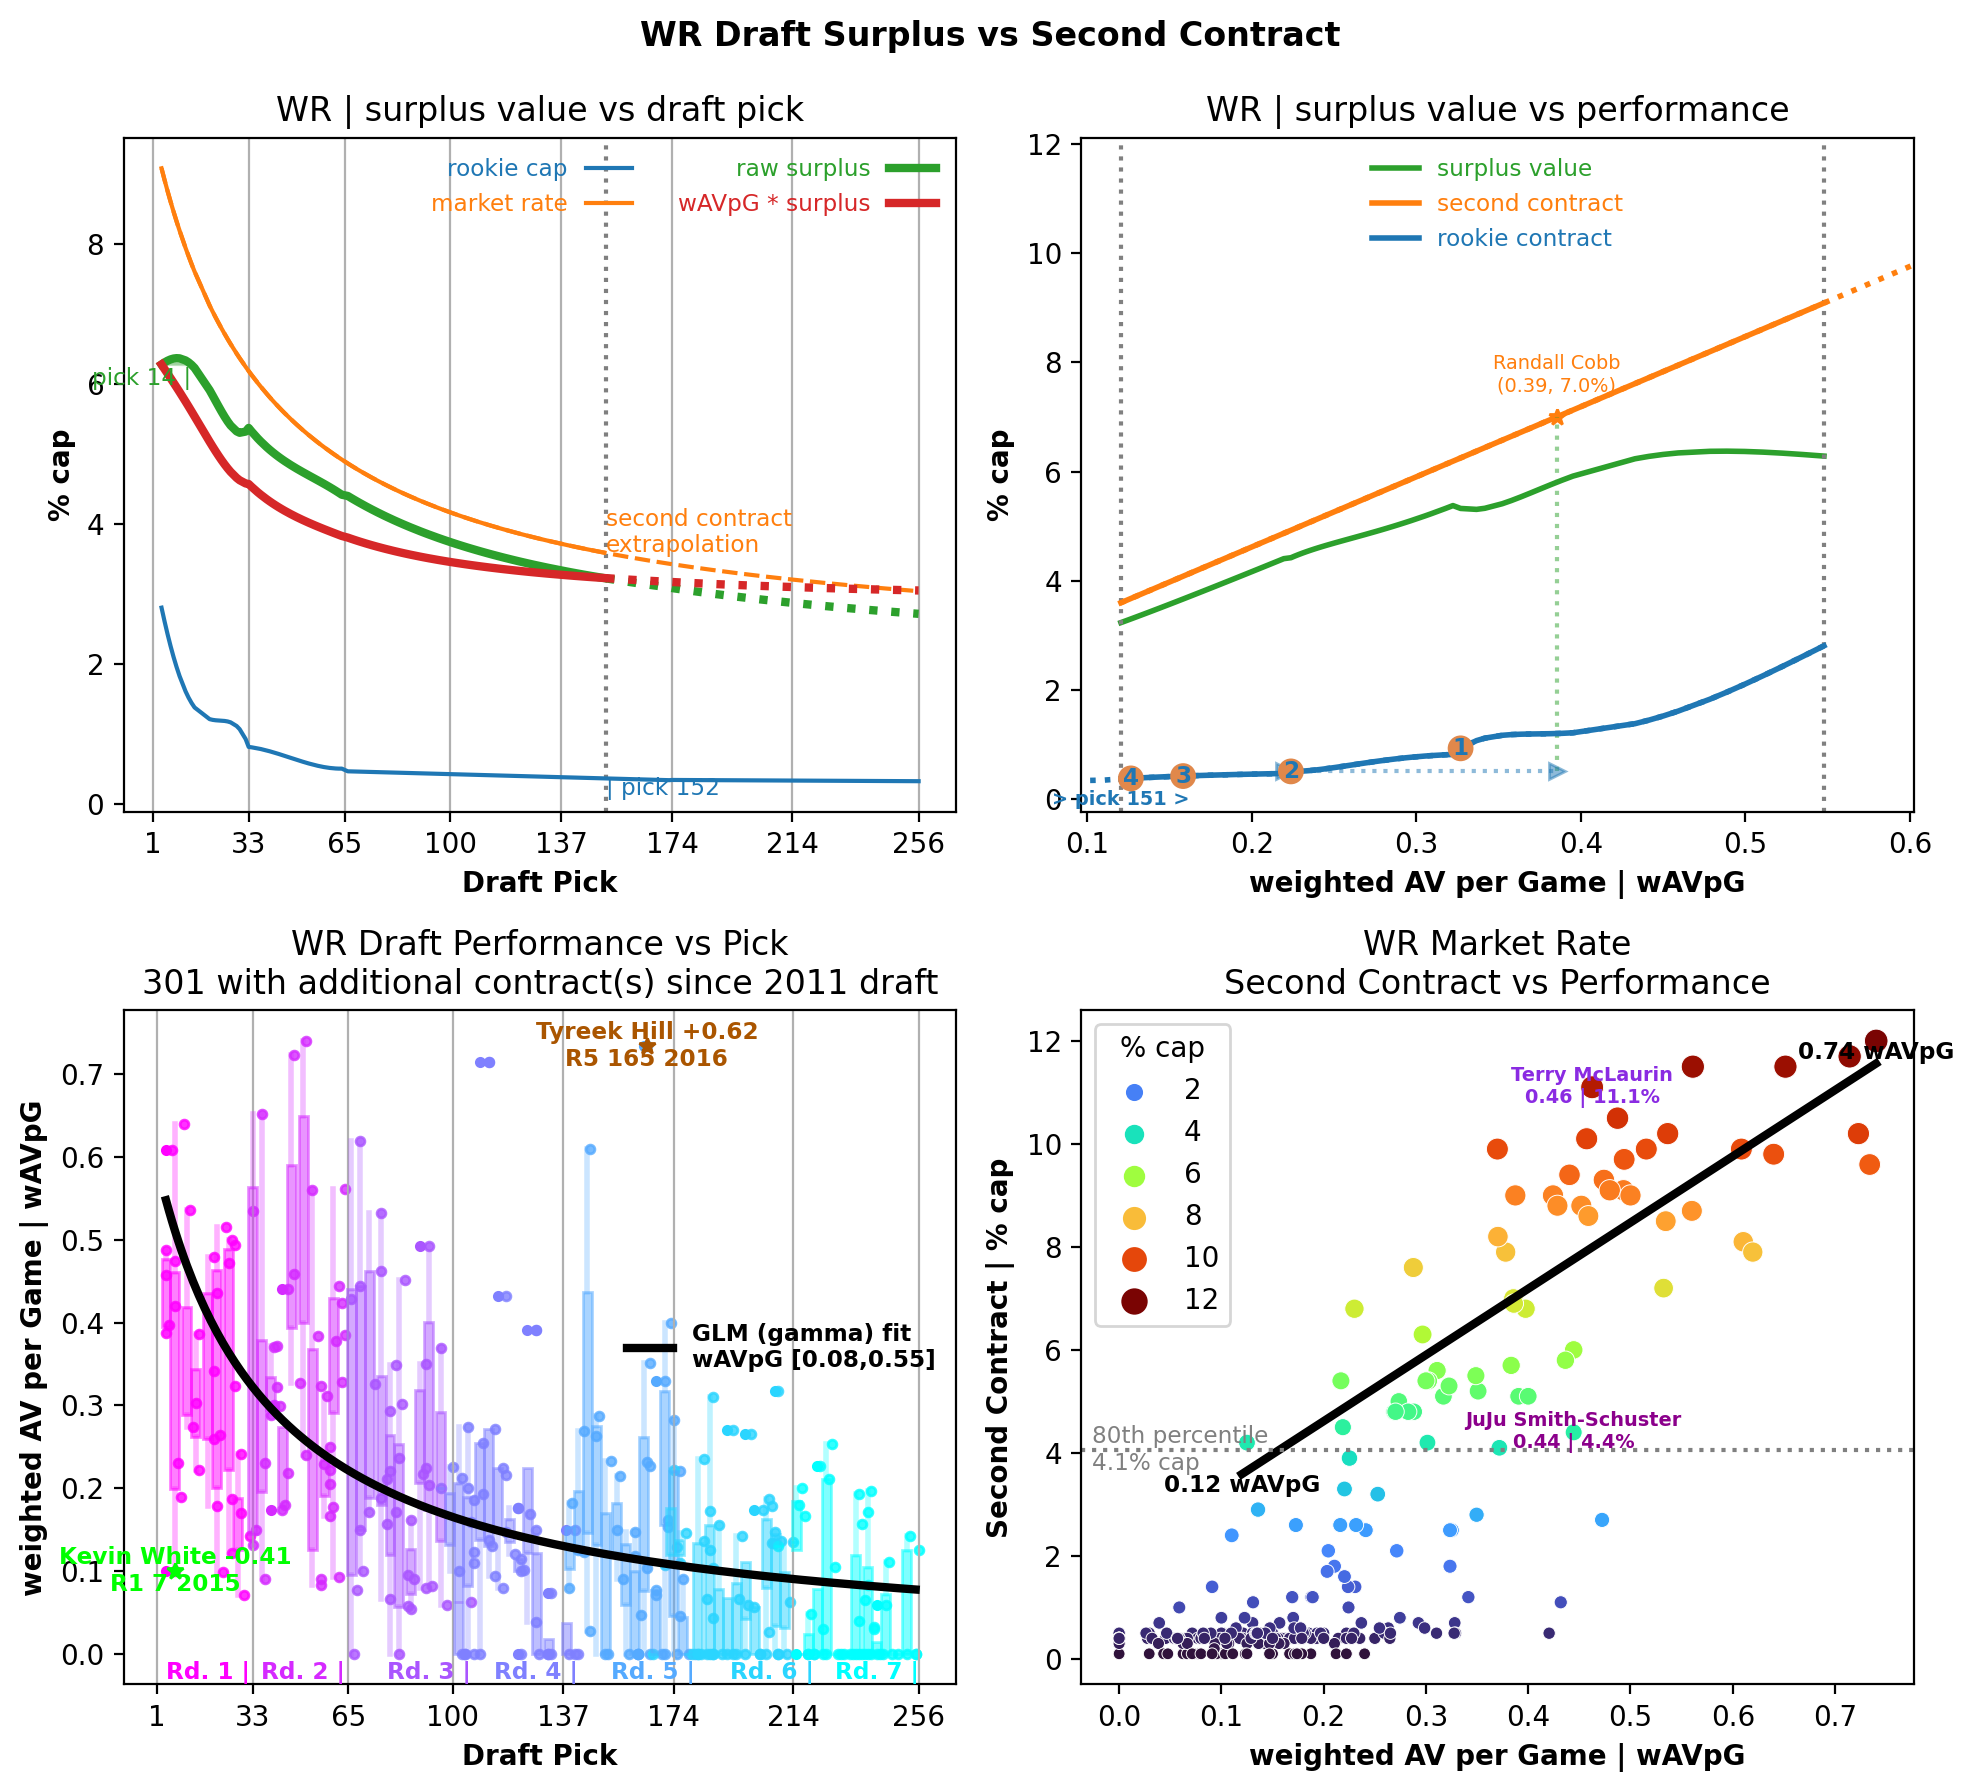 WR Draft Surplus vs Second Contract
WR | surplus value vs draft pick
rookie cap
market rate
raw surplus
wAVpG * surplus
pick 14 |
second contract
extrapolation
| pick 152
% cap
8
6
4
2
0
1 33 65 100 137 174 214 256
Draft Pick
WR | surplus value vs performance
surplus value
second contract
rookie contract
Randall Cobb
(0.39, 7.0%)
4 3 2 1
> pick 151 >
% cap
12
10
8
6
4
2
0
0.1 0.2 0.3 0.4 0.5 0.6
weighted AV per Game | wAVpG
WR Draft Performance vs Pick
301 with additional contract(s) since 2011 draft
Tyreek Hill +0.62
R5 165 2016
GLM (gamma) fit
wAVpG [0.08,0.55]
Kevin White -0.41
R1 7 2015
Rd. 1 | Rd. 2 | Rd. 3 | Rd. 4 | Rd. 5 | Rd. 6 | Rd. 7 |
weighted AV per Game | wAVpG
0.7
0.6
0.5
0.4
0.3
0.2
0.1
0.0
1 33 65 100 137 174 214 256
Draft Pick
WR Market Rate
Second Contract vs Performance
% cap
2
4
6
8
10
12
0.74 wAVpG
Terry McLaurin
0.46 | 11.1%
JuJu Smith-Schuster
0.44 | 4.4%
80th percentile
4.1% cap
0.12 wAVpG
Second Contract | % cap
12
10
8
6
4
2
0
0.0 0.1 0.2 0.3 0.4 0.5 0.6 0.7
weighted AV per Game | wAVpG